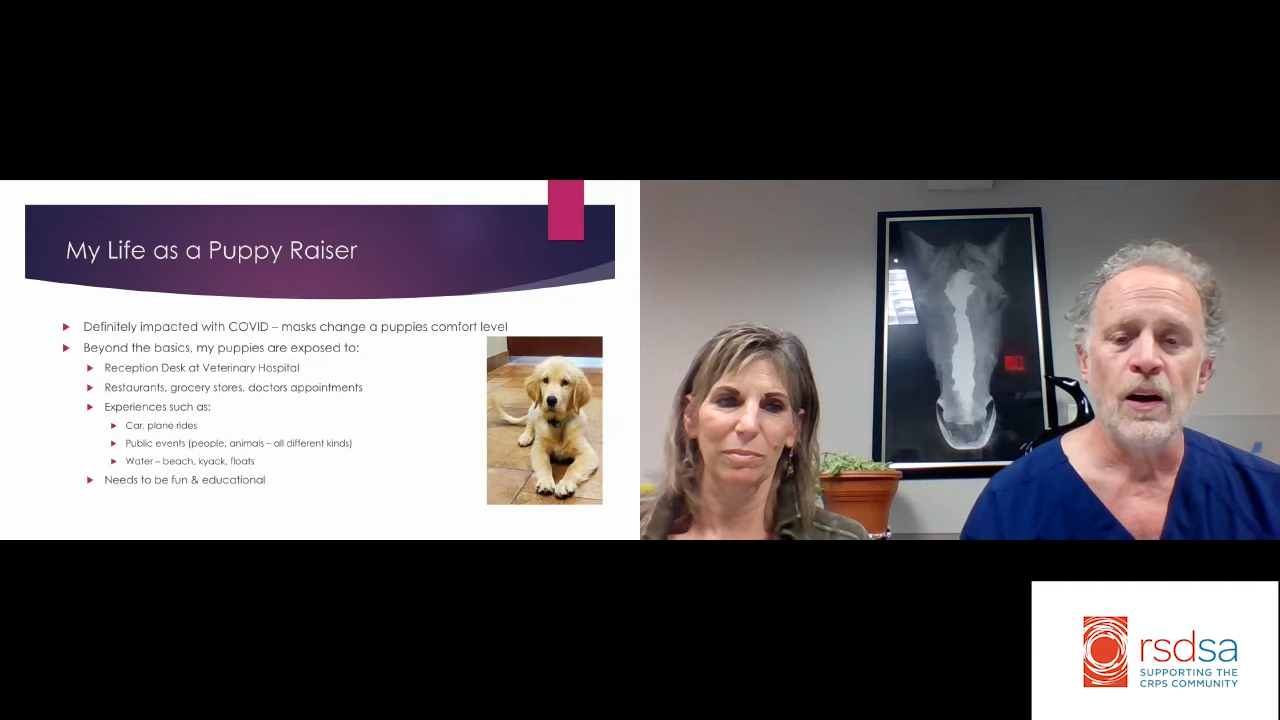 My Life as a Puppy Raiser
Definitely impacted with COVID – masks change a puppies comfort level
Beyond the basics, my puppies are exposed to:
Reception Desk at Veterinary Hospital
Restaurants, grocery stores, doctors appointments
Experiences such as:
Car, plane rides
Public events (people, animals – all different kinds)
Water – beach, kyack, floats
Needs to be fun & educational
rsdsa
SUPPORTING THE
CRPS COMMUNITY